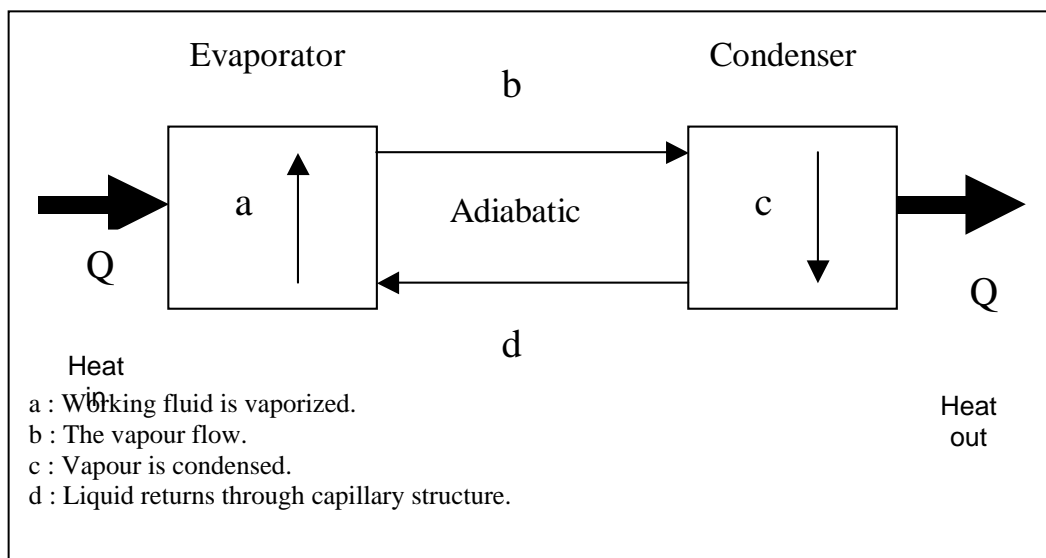 Evaporator
Condenser
b
a
Adiabatic
c
Q
Q
d
Heat
in
a : Working fluid is vaporized.
b : The vapour flow.
c : Vapour is condensed.
d : Liquid returns through capillary structure.
Heat
out